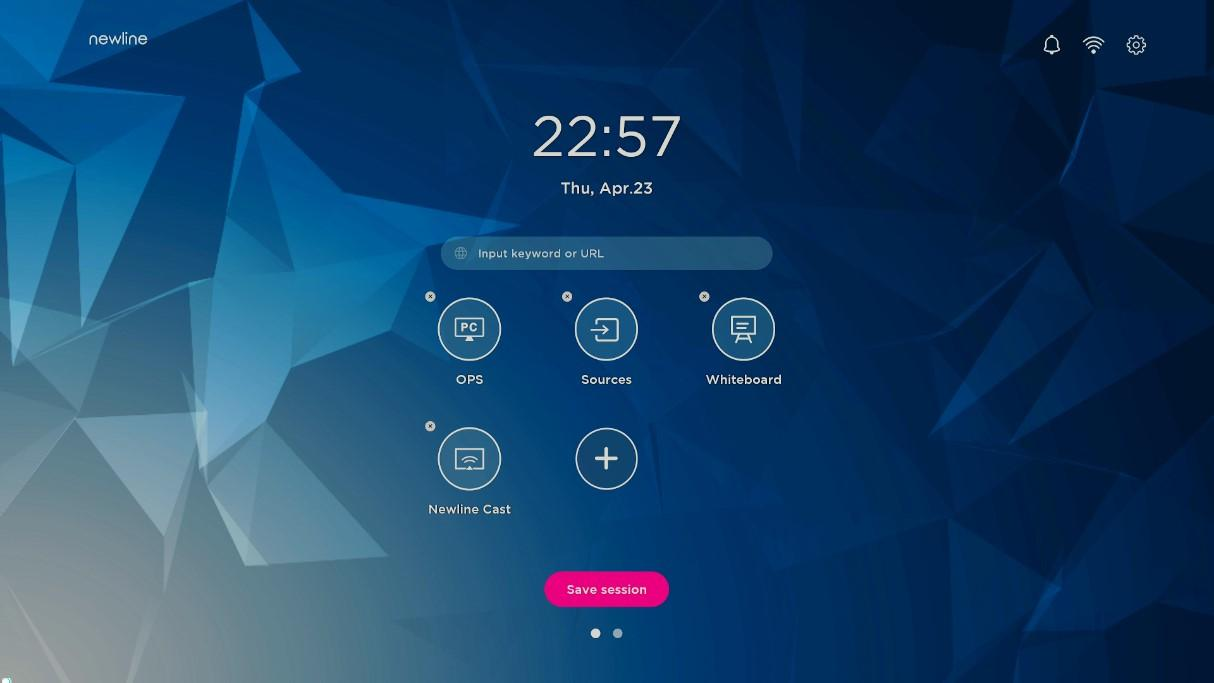 newline
22:57
Thu, Apr.23
Input keyword or URL
PC
OPS
Sources
Whiteboard
Newline Cast
Save session